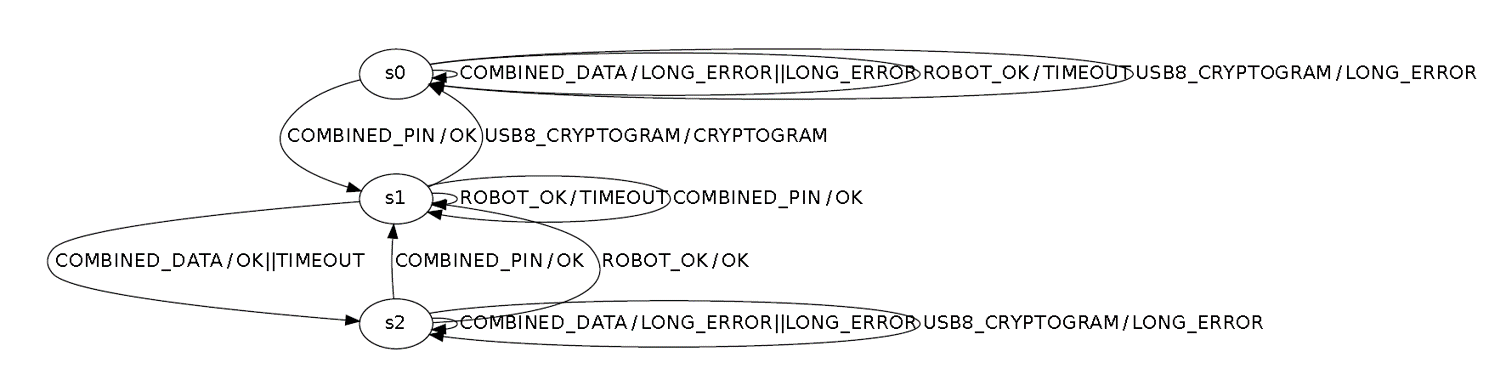 s0
COMBINED_DATA/LONG_ERROR||LONG_ERROR
ROBOT_OK/TIMEOUT
USB8_CRYPTOGRAM/LONG_ERROR
COMBINED_PIN/OK
USB8_CRYPTOGRAM/CRYPTOGRAM
s1
ROBOT_OK/TIMEOUT
COMBINED_PIN/OK
COMBINED_DATA/OK||TIMEOUT
COMBINED_PIN/OK
ROBOT_OK/OK
s2
COMBINED_DATA/LONG_ERROR||LONG_ERROR
USB8_CRYPTOGRAM/LONG_ERROR